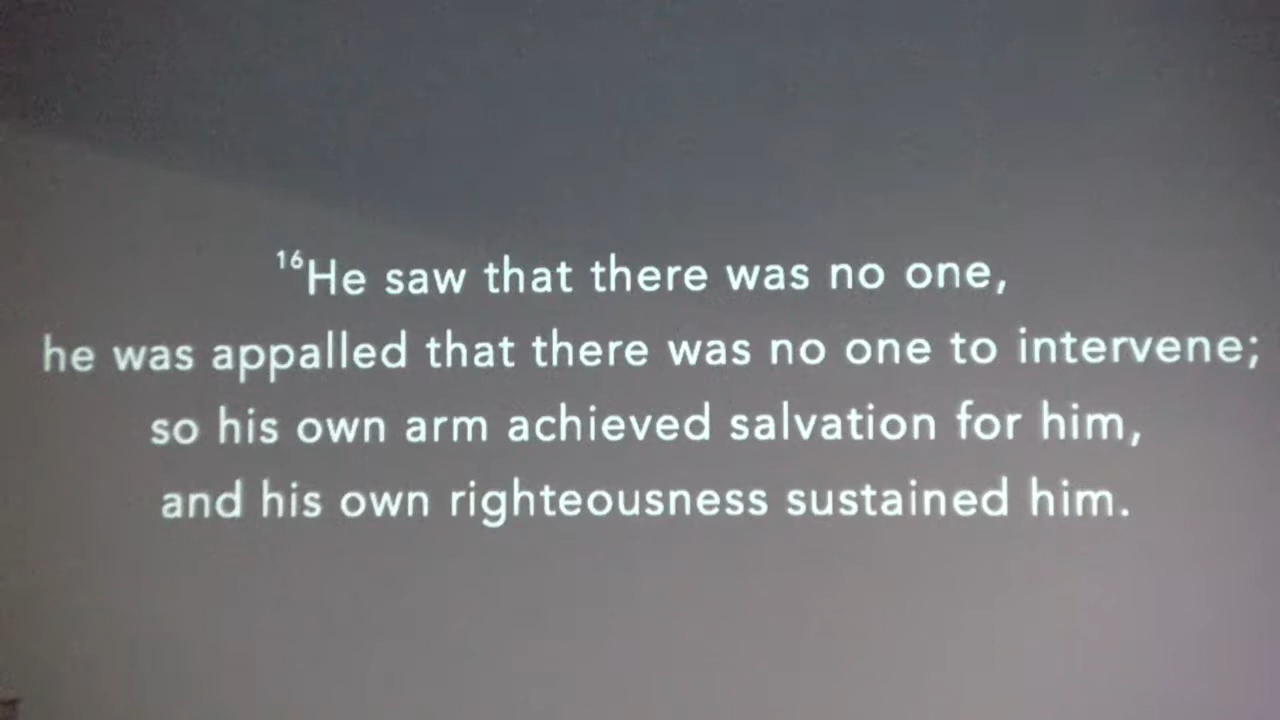 ¹⁶He saw that there was no one,
he was appalled that there was no one to intervene;
so his own arm achieved salvation for him,
and his own righteousness sustained him.